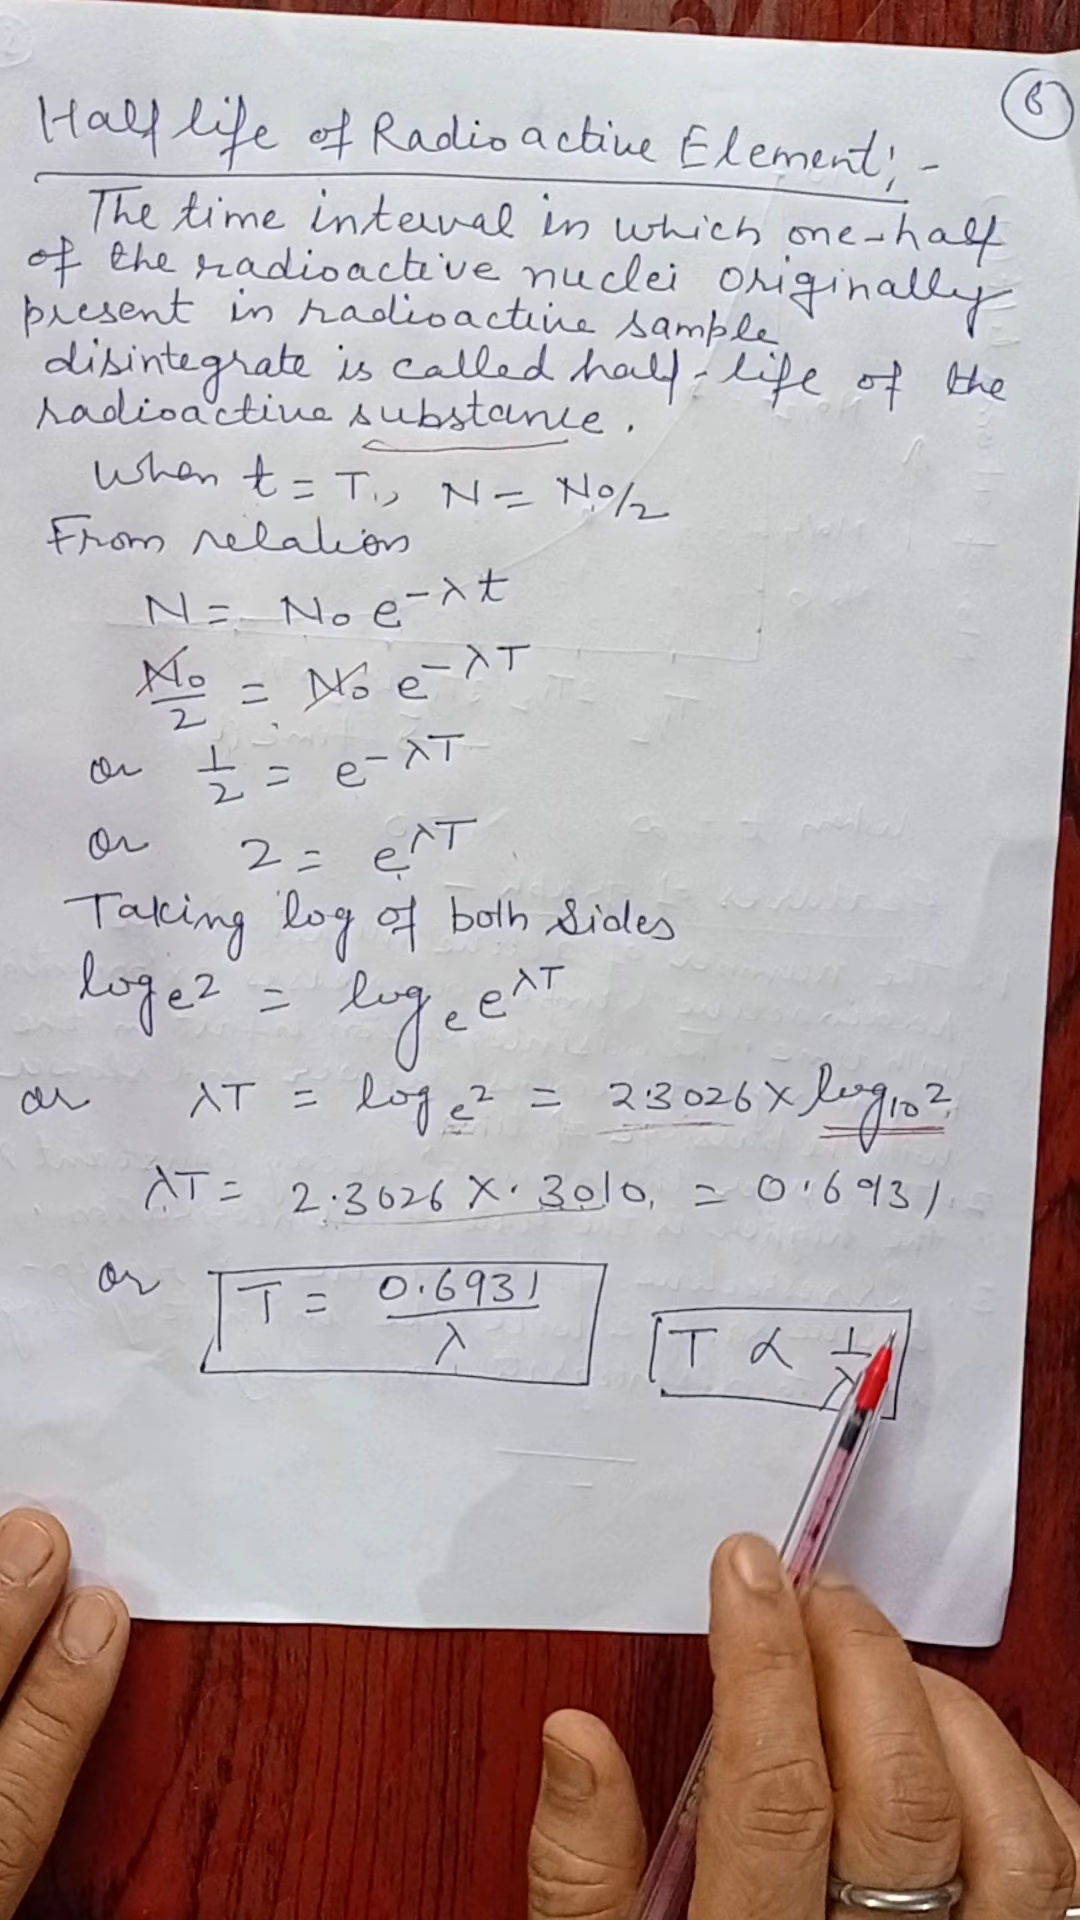 6
Half life of Radioactive Element; -
The time interval in which one-half
of the radioactive nuclei originally
present in radioactive sample
disintegrate is called half-life of the
radioactive substance.
When t = T, N = N₀/2
From relation
N = N₀ e^-λt
N₀/2 = N₀ e^-λT
or 1/2 = e^-λT
or 2 = e^λT
Taking log of both sides
logₑ2 = logₑ e^λT
or λT = logₑ2 = 2.3026 × log₁₀2
λT = 2.3026 × .3010 = 0.6931
or T = 0.6931/λ
T ∝ 1/λ